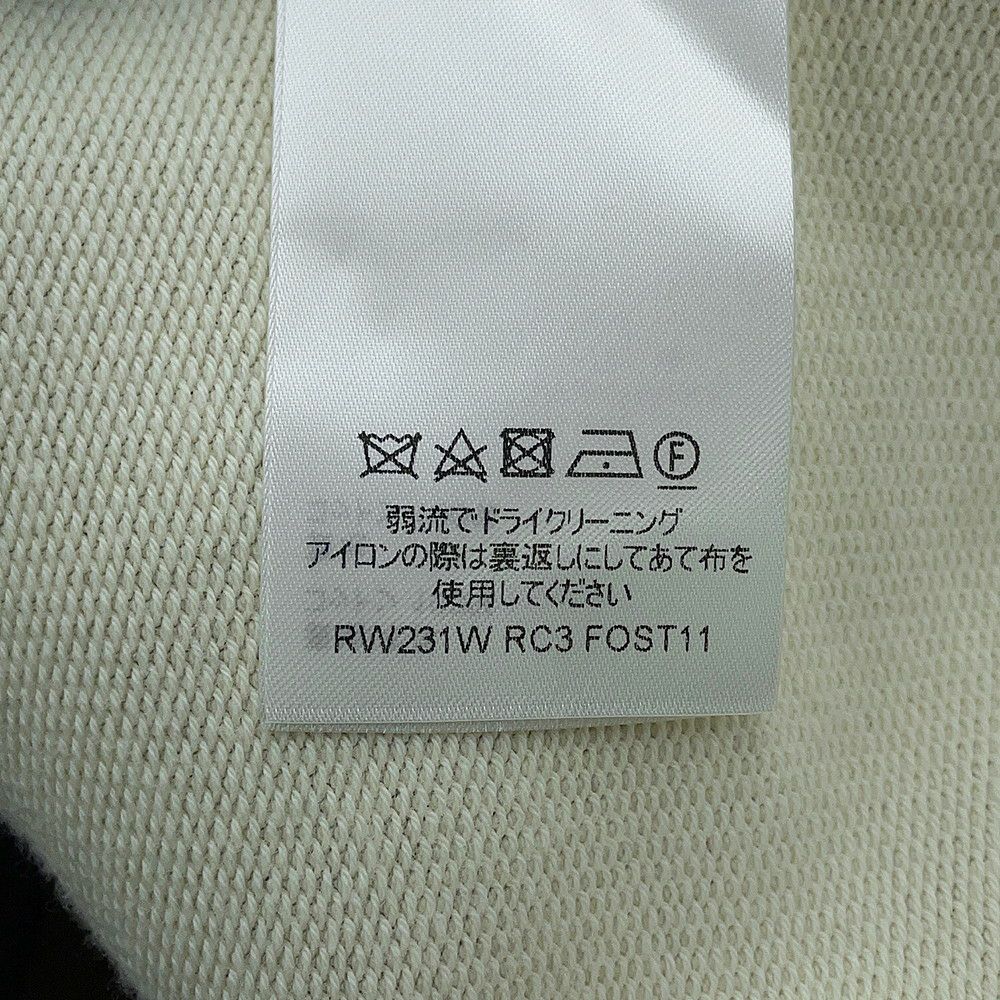 F
弱流でドライクリーニング
アイロンの際は裏返しにしてあて布を
使用してください
RW231W RC3 FOST11